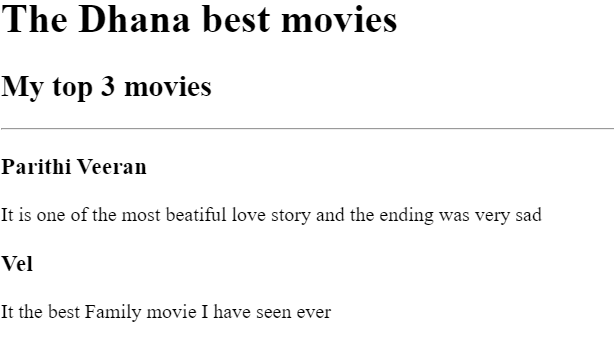 The Dhana best movies
My top 3 movies
Parithi Veeran
It is one of the most beatiful love story and the ending was very sad
Vel
It the best Family movie I have seen ever